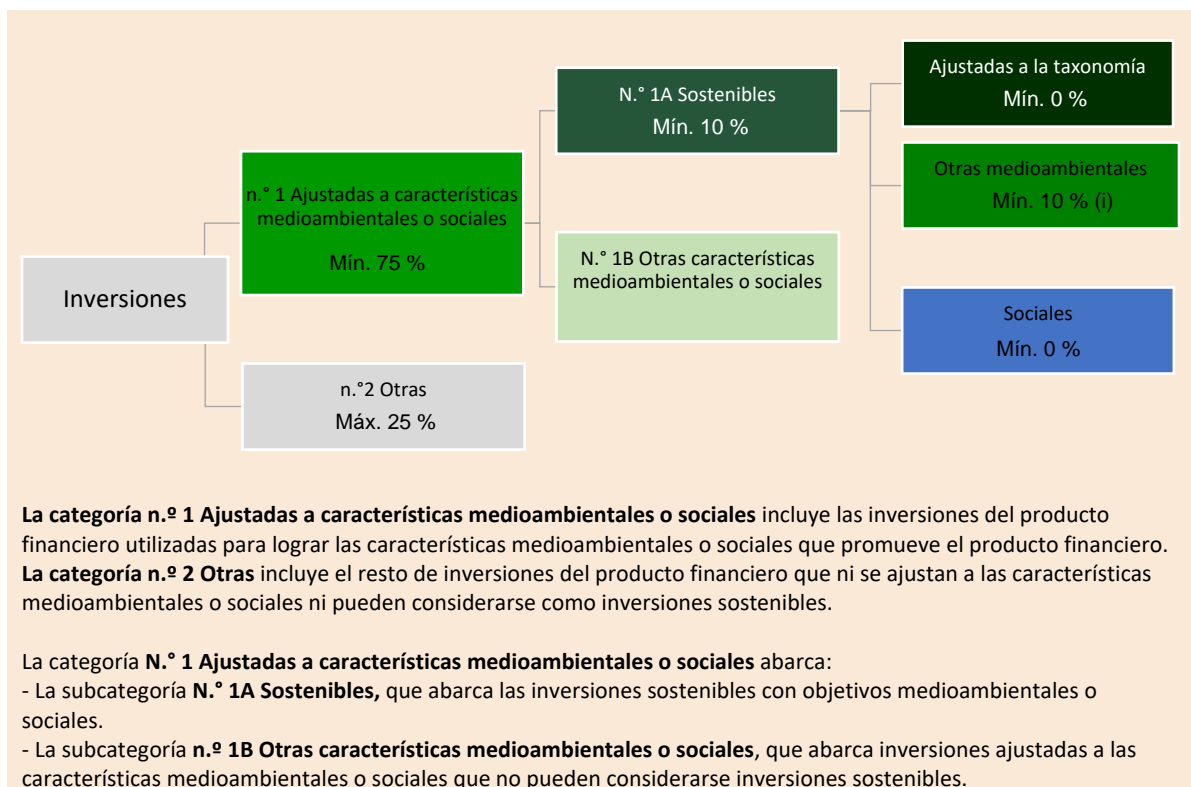 Inversiones
n.° 1 Ajustadas a características
medioambientales o sociales
Mín. 75 %
n.°2 Otras
Máx. 25 %
N.° 1A Sostenibles
Mín. 10 %
N.° 1B Otras características
medioambientales o sociales
Ajustadas a la taxonomía
Mín. 0 %
Otras medioambientales
Mín. 10 % (i)
Sociales
Mín. 0 %
La categoría n.º 1 Ajustadas a características medioambientales o sociales incluye las inversiones del producto
financiero utilizadas para lograr las características medioambientales o sociales que promueve el producto financiero.
La categoría n.º 2 Otras incluye el resto de inversiones del producto financiero que ni se ajustan a las características
medioambientales o sociales ni pueden considerarse como inversiones sostenibles.
La categoría N.° 1 Ajustadas a características medioambientales o sociales abarca:
- La subcategoría N.° 1A Sostenibles, que abarca las inversiones sostenibles con objetivos medioambientales o
sociales.
- La subcategoría n.º 1B Otras características medioambientales o sociales, que abarca inversiones ajustadas a las
características medioambientales o sociales que no pueden considerarse inversiones sostenibles.